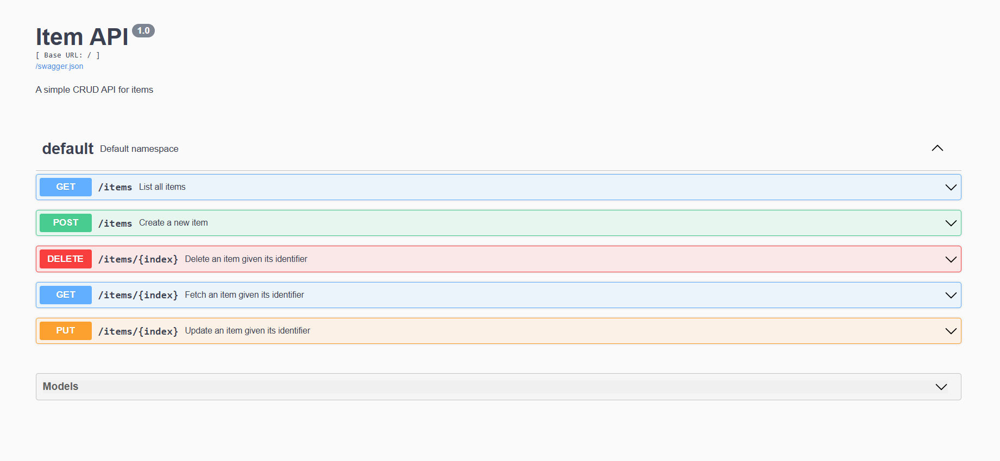 Item API 1.0
[ Base URL: / ]
/swagger.json
A simple CRUD API for items
default Default namespace
GET /items List all items
POST /items Create a new item
DELETE /items/{index} Delete an item given its identifier
GET /items/{index} Fetch an item given its identifier
PUT /items/{index} Update an item given its identifier
Models